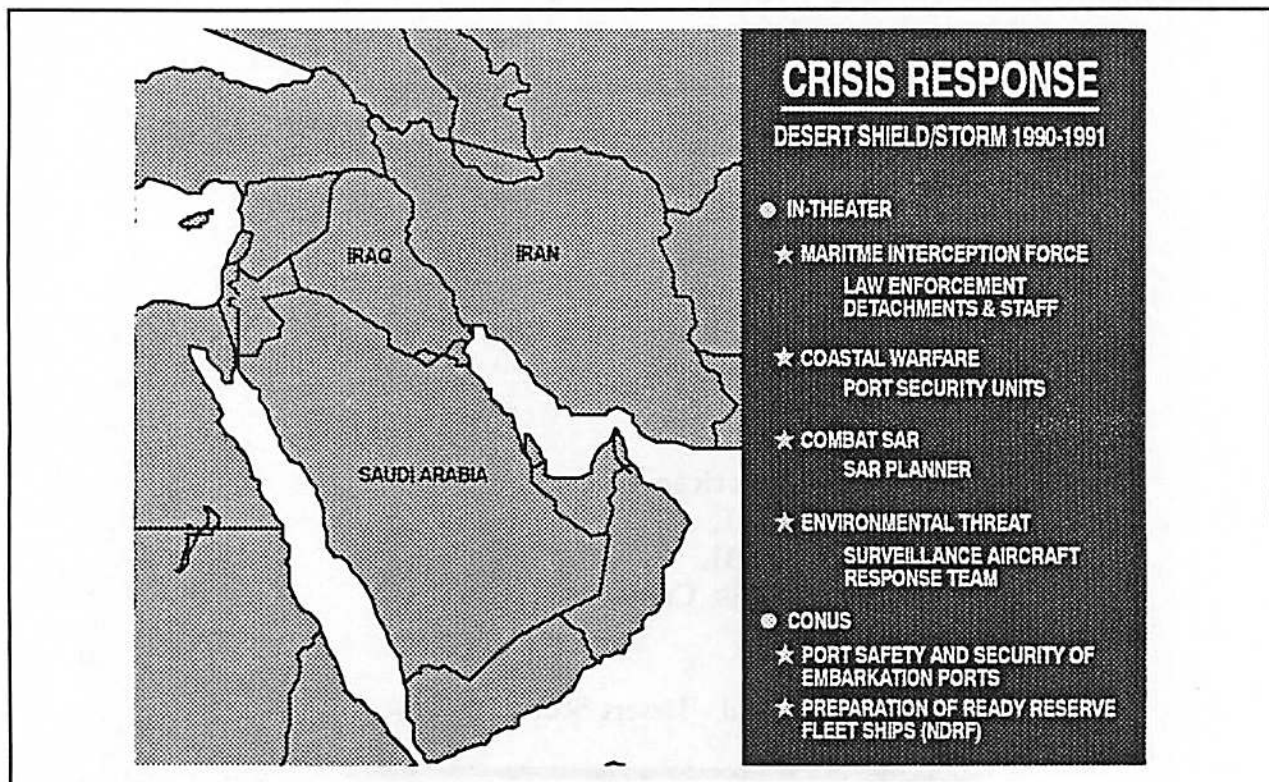 CRISIS RESPONSE
DESERT SHIELD/STORM 1990-1991
IN-THEATER
MARITME INTERCEPTION FORCE
LAW ENFORCEMENT
DETACHMENTS & STAFF
COASTAL WARFARE
PORT SECURITY UNITS
COMBAT SAR
SAR PLANNER
ENVIRONMENTAL THREAT
SURVEILLANCE AIRCRAFT
RESPONSE TEAM
CONUS
PORT SAFETY AND SECURITY OF
EMBARKATION PORTS
PREPARATION OF READY RESERVE
FLEET SHIPS (NDRF)
IRAQ
IRAN
SAUDI ARABIA